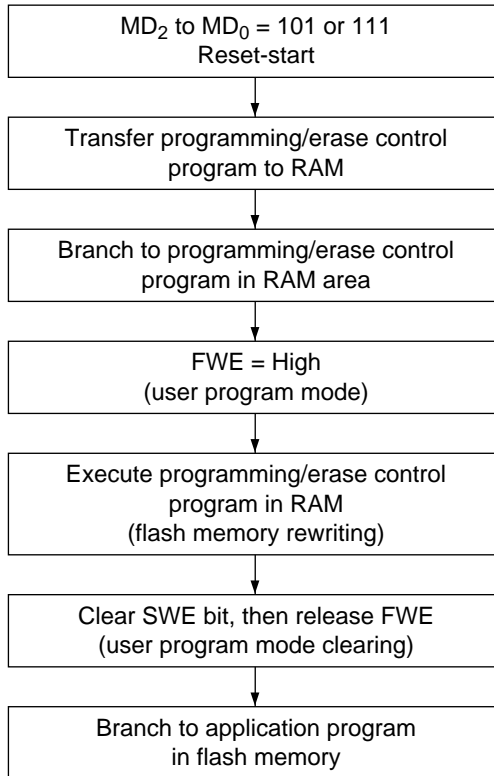 MD₂ to MD₀ = 101 or 111
Reset-start
Transfer programming/erase control
program to RAM
Branch to programming/erase control
program in RAM area
FWE = High
(user program mode)
Execute programming/erase control
program in RAM
(flash memory rewriting)
Clear SWE bit, then release FWE
(user program mode clearing)
Branch to application program
in flash memory